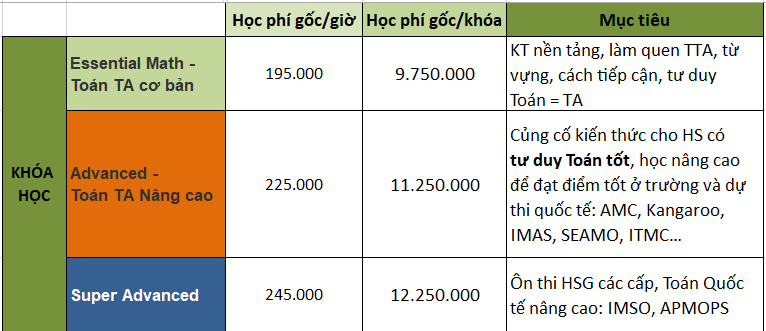 Học phí gốc/giờ Học phí gốc/khóa Mục tiêu
KHÓA
HỌC
Essential Math -
Toán TA cơ bản
195.000
9.750.000
KT nền tảng, làm quen TTA, từ
vựng, cách tiếp cận, tư duy
Toán = TA
Advanced -
Toán TA Nâng cao
225.000
11.250.000
Củng cố kiến thức cho HS có
tư duy Toán tốt, học nâng cao
để đạt điểm tốt ở trường và dự
thi quốc tế: AMC, Kangaroo,
IMAS, SEAMO, ITMC...
Super Advanced
245.000
12.250.000
Ôn thi HSG các cấp, Toán Quốc
tế nâng cao: IMSO, APMOPS